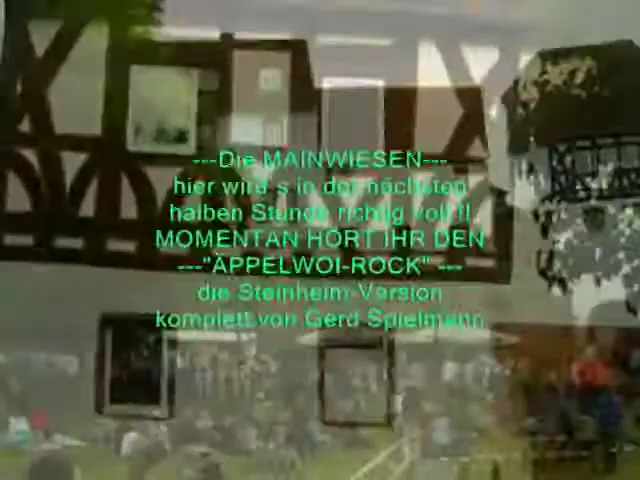 ---Die MAINWIESEN---
hier wird´s in der nächsten
halben Stunde richtig voll !!
MOMENTAN HÖRT IHR DEN
---"ÄPPELWOI-ROCK" ---
die Steinheim-Version
komplett von Gerd Spielmann